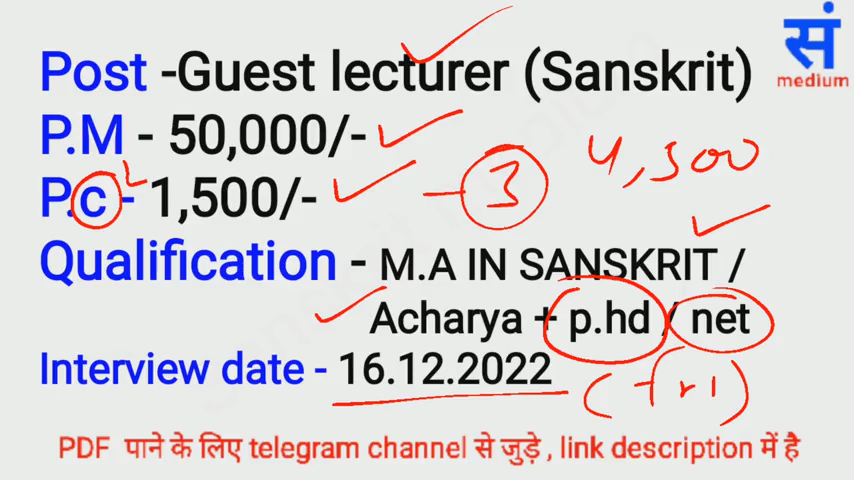 सं
medium
Post -Guest lecturer (Sanskrit)
P.M - 50,000/-
4,500
P.c - 1,500/- - 3
Qualification - M.A IN SANSKRIT /
Acharya + p.hd / net
Interview date - 16.12.2022
(fri)
PDF पाने के लिए telegram channel से जुड़े , link description में है